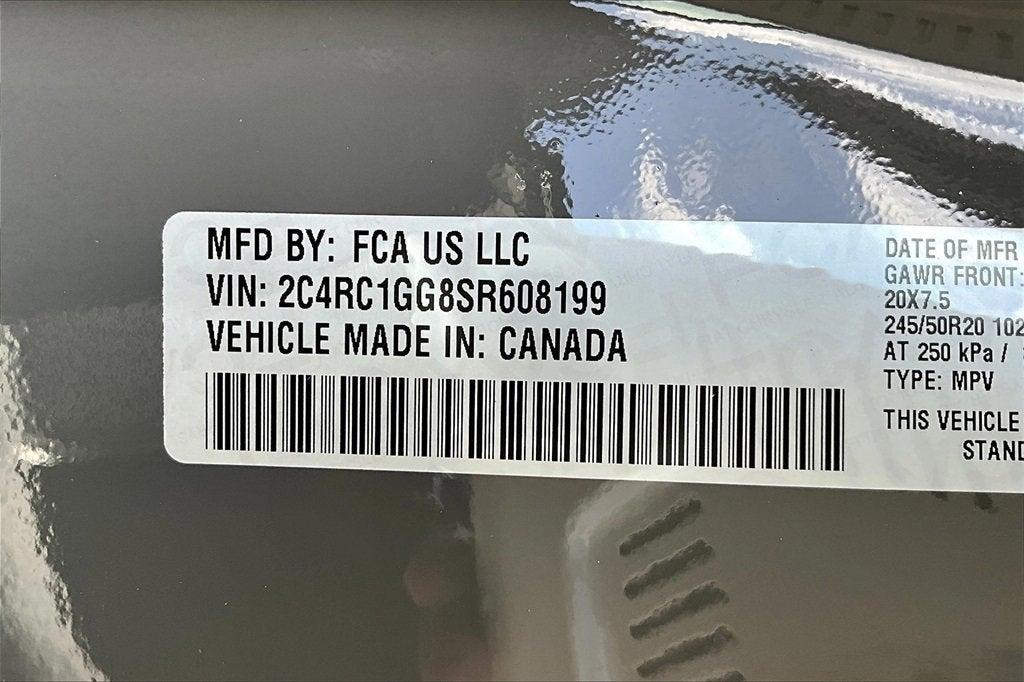 MFD BY: FCA US LLC
VIN: 2C4RC1GG8SR608199
VEHICLE MADE IN: CANADA
DATE OF MFR
GAWR FRONT:
20X7.5
245/50R20 102
AT 250 kPa /
TYPE: MPV
THIS VEHICLE
STAND